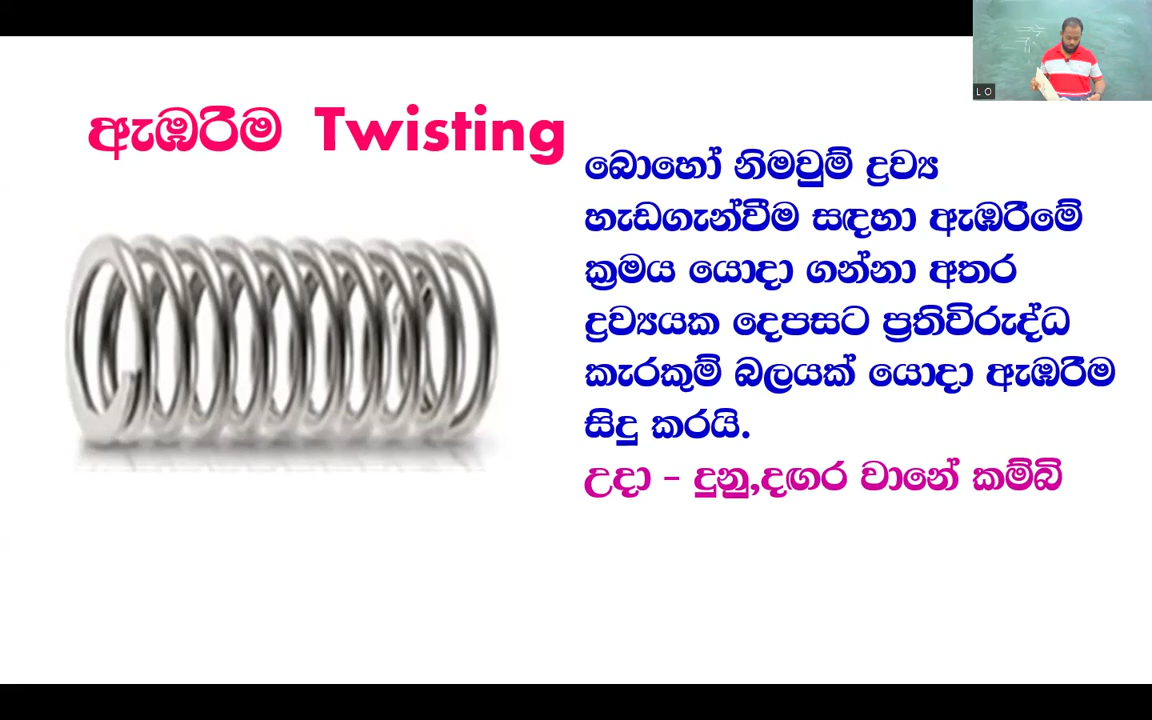 ඇඹරීම Twisting
බොහෝ නිමවුම් ද්‍රව්‍ය
හැඩගැන්වීම සඳහා ඇඹරීමේ
ක්‍රමය යොදා ගන්නා අතර
ද්‍රව්‍යයක දෙපසට ප්‍රතිවිරුද්ධ
කැරකුම් බලයක් යොදා ඇඹරීම
සිදු කරයි.
උදා - දුනු,දඟර වානේ කම්බි
L O